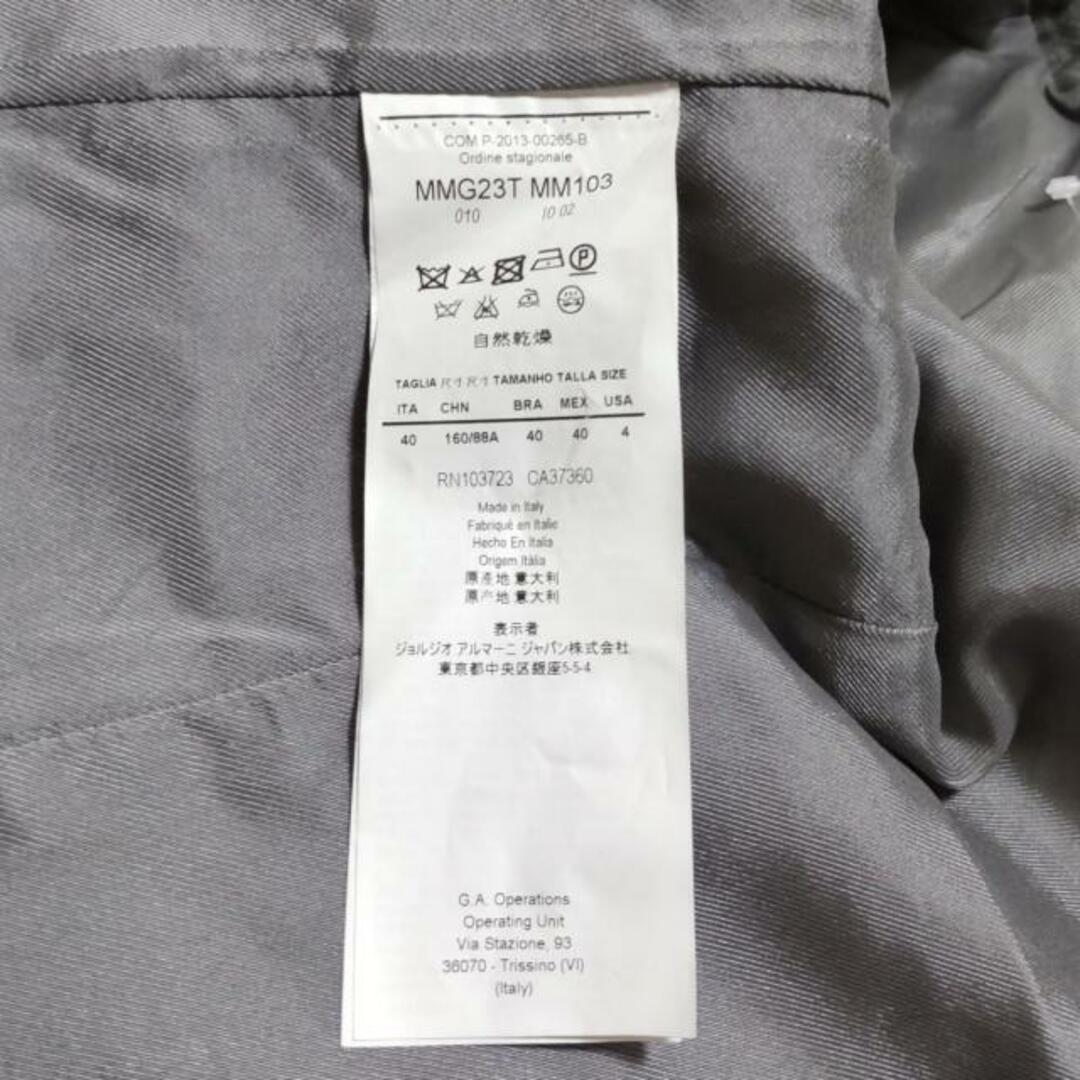 COM P-2013-00265-B
Ordine stagionale
MMG23T MM103
010 10 02
P
自然乾燥
TAGLIA 尺寸 尺寸 TAMANHO TALLA SIZE
ITA CHN BRA MEX USA
40 160/88A 40 40 4
RN103723 CA37360
Made in Italy
Fabriqué en Italie
Hecho En Italia
Origem Itália
原產地 意大利
原产地 意大利
表示者
ジョルジオ アルマーニ ジャパン株式会社
東京都中央区銀座5-5-4
G.A. Operations
Operating Unit
Via Stazione, 93
36070 - Trissino (VI)
(Italy)